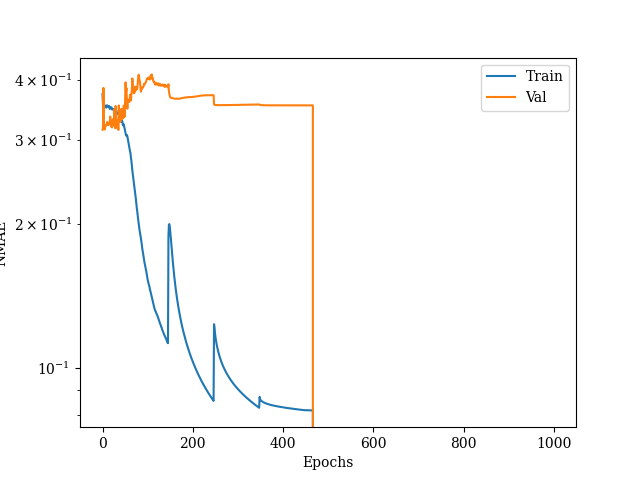 Train
Val
4 × 10⁻¹
3 × 10⁻¹
2 × 10⁻¹
10⁻¹
NMAE
0 200 400 600 800 1000
Epochs